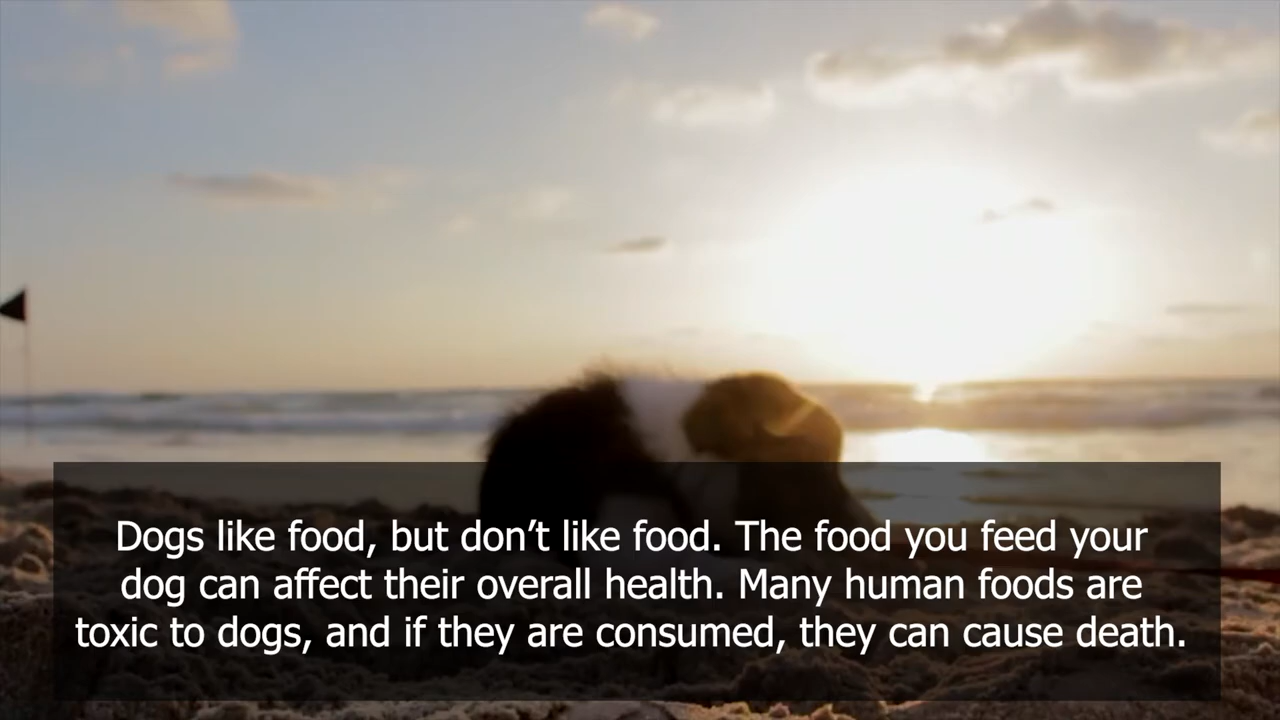 Dogs like food, but don’t like food. The food you feed your
dog can affect their overall health. Many human foods are
toxic to dogs, and if they are consumed, they can cause death.